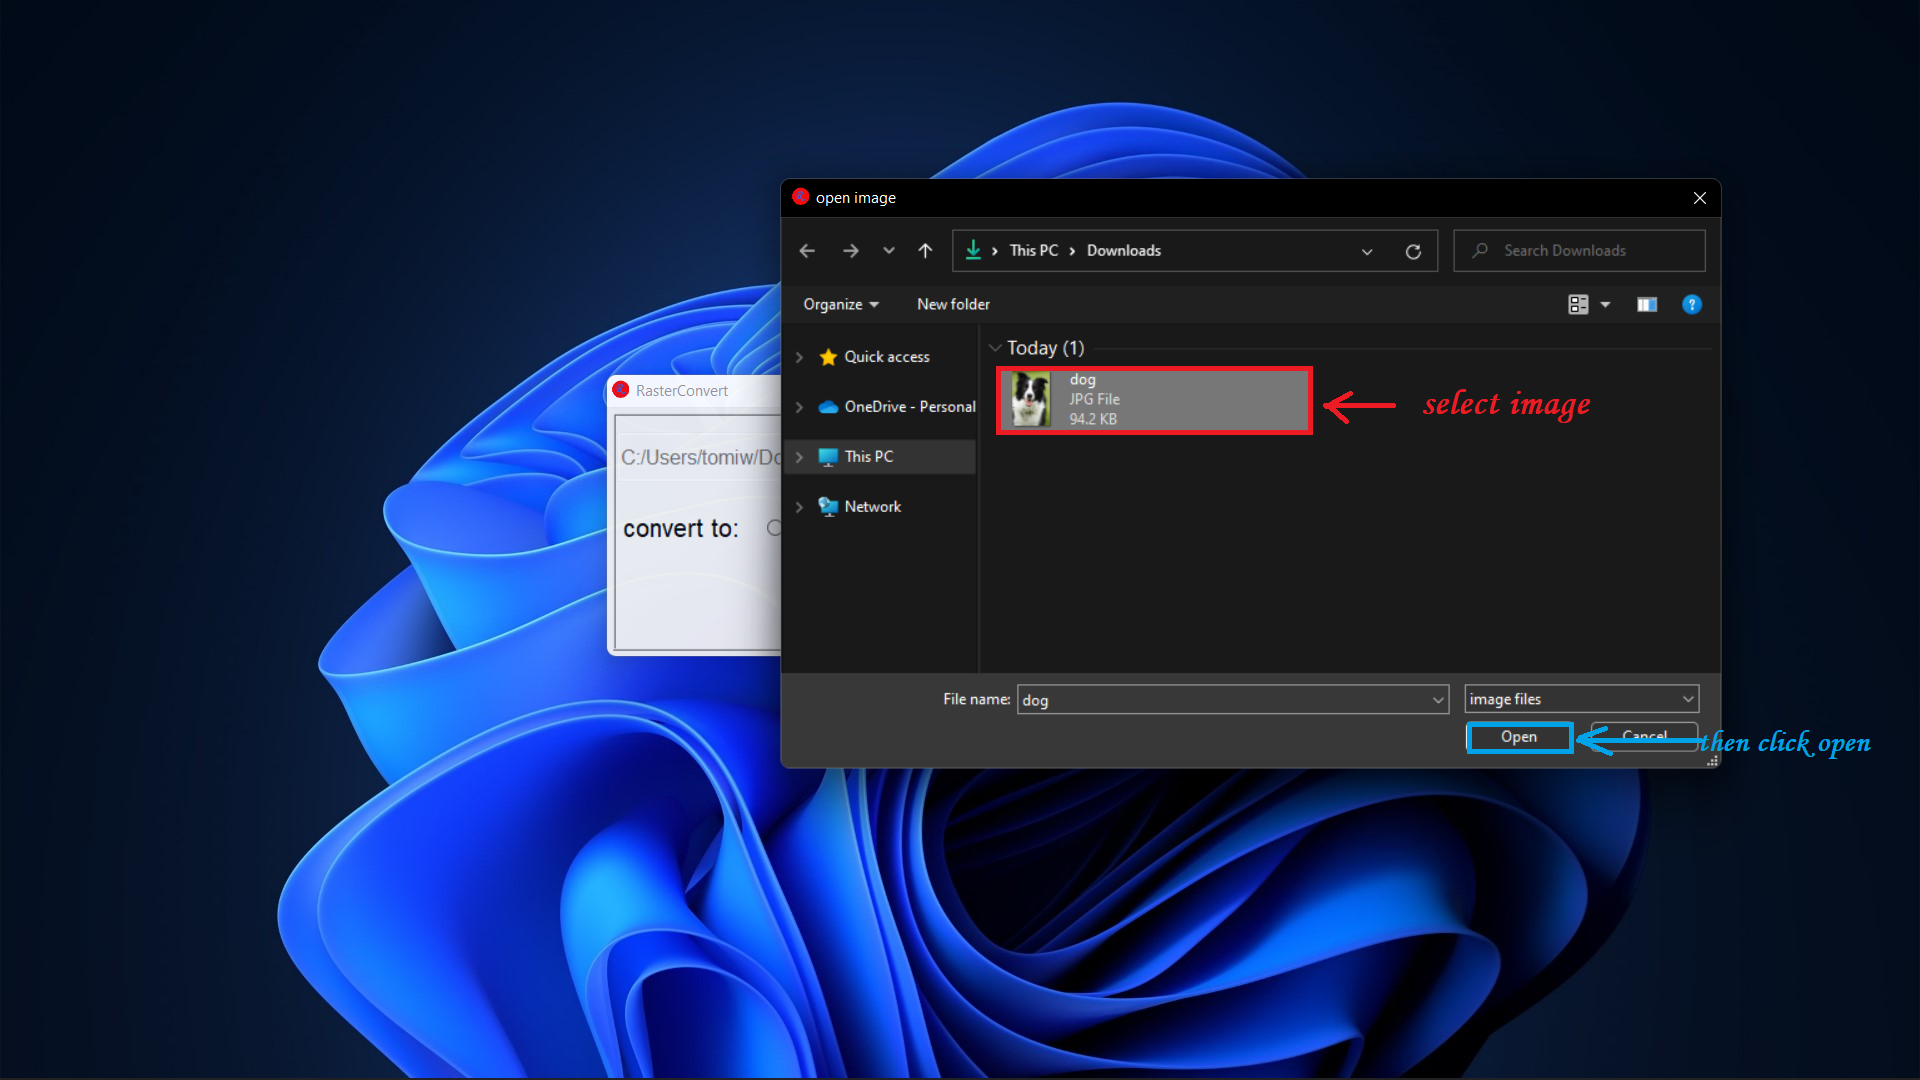 open image
This PC > Downloads
Search Downloads
Organize
New folder
Quick access
OneDrive - Personal
This PC
Network
Today (1)
dog
JPG File
94.2 KB
select image
RasterConvert
C:/Users/tomiw/Do
convert to:
File name:
dog
image files
Open
Cancel
then click open